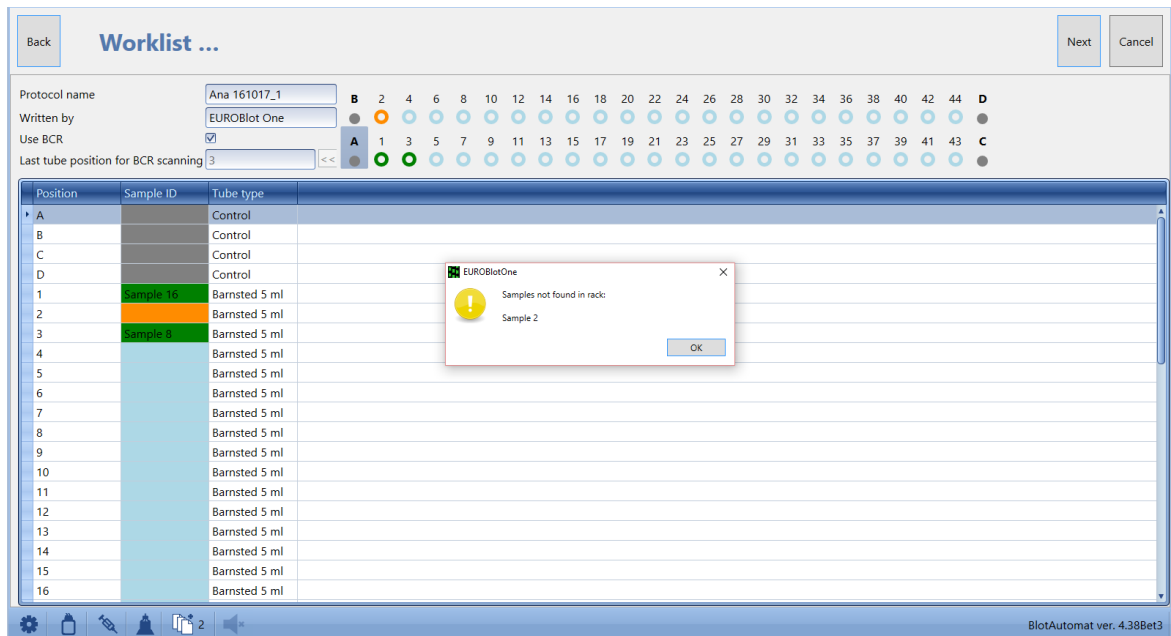 Back
Worklist ...
Next
Cancel
Protocol name
Ana 161017_1
Written by
EUROBlot One
Use BCR
Last tube position for BCR scanning
3
<<
B 2 4 6 8 10 12 14 16 18 20 22 24 26 28 30 32 34 36 38 40 42 44 D
A 1 3 5 7 9 11 13 15 17 19 21 23 25 27 29 31 33 35 37 39 41 43 C
Position Sample ID Tube type
A Control
B Control
C Control
D Control
1 Sample 16 Barnsted 5 ml
2 Barnsted 5 ml
3 Sample 8 Barnsted 5 ml
4 Barnsted 5 ml
5 Barnsted 5 ml
6 Barnsted 5 ml
7 Barnsted 5 ml
8 Barnsted 5 ml
9 Barnsted 5 ml
10 Barnsted 5 ml
11 Barnsted 5 ml
12 Barnsted 5 ml
13 Barnsted 5 ml
14 Barnsted 5 ml
15 Barnsted 5 ml
16 Barnsted 5 ml
EUROBlotOne
Samples not found in rack:
Sample 2
OK
2
BlotAutomat ver. 4.38Bet3